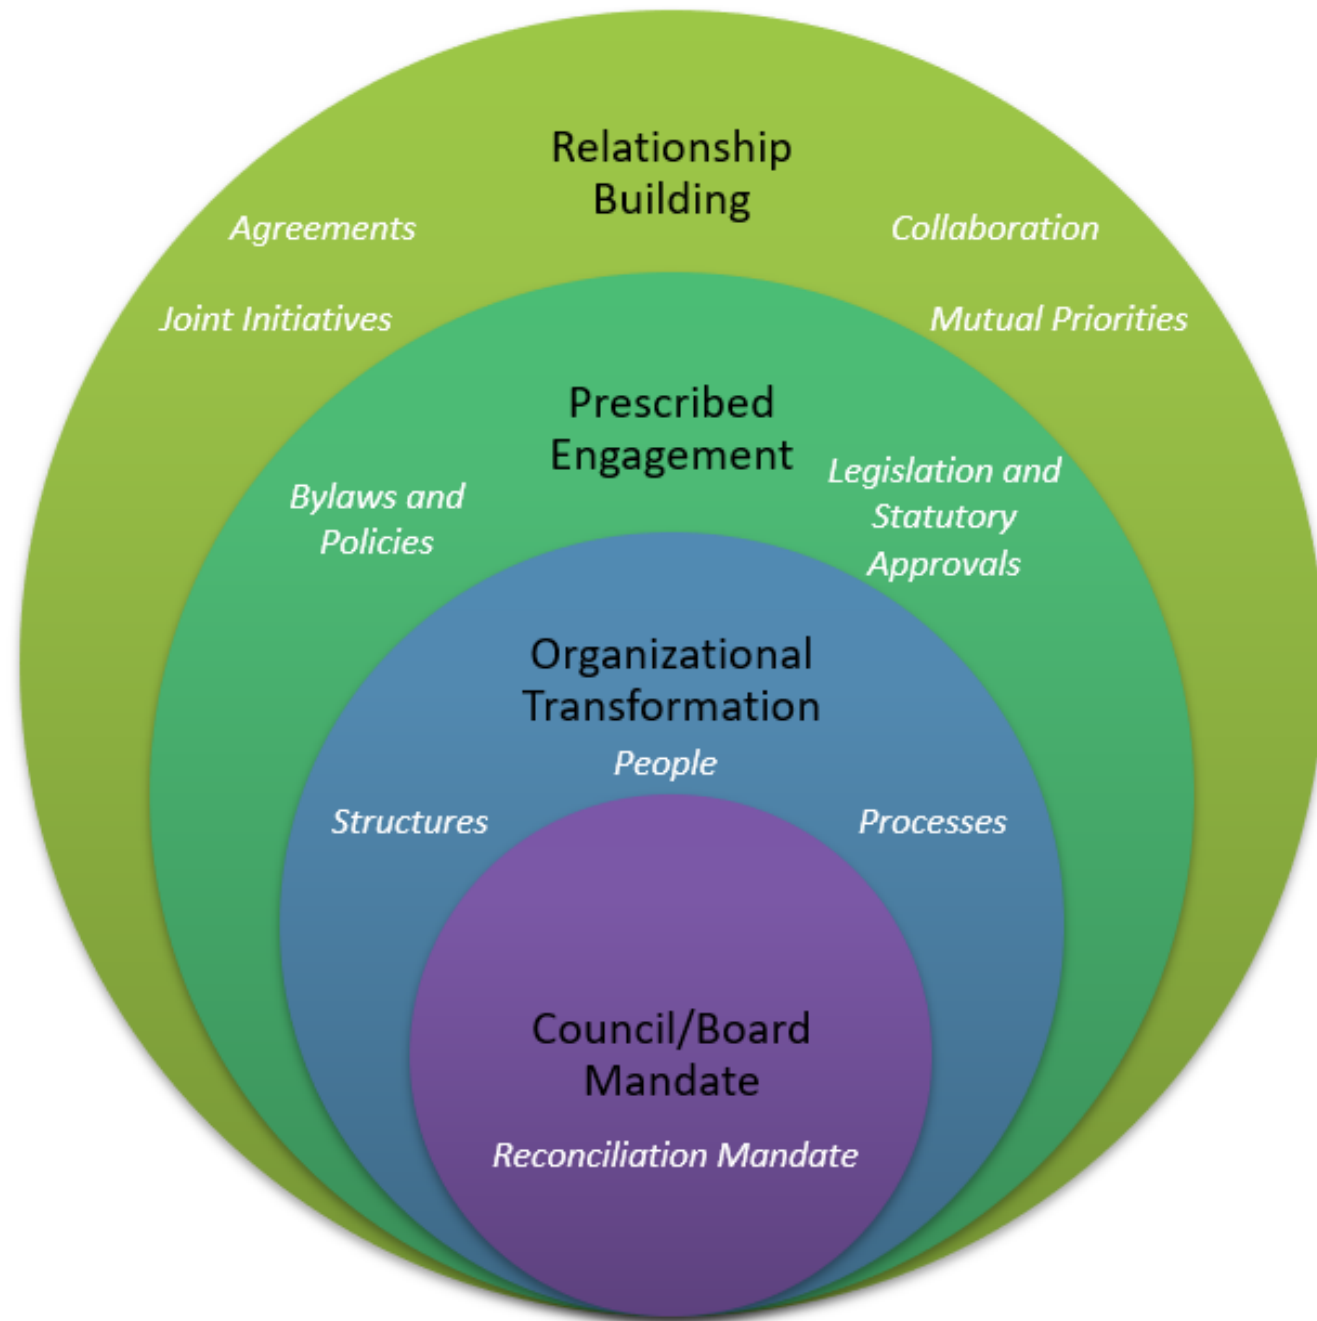 Relationship
Building
Agreements
Collaboration
Joint Initiatives
Mutual Priorities
Prescribed
Engagement
Bylaws and
Policies
Legislation and
Statutory
Approvals
Organizational
Transformation
People
Structures
Processes
Council/Board
Mandate
Reconciliation Mandate